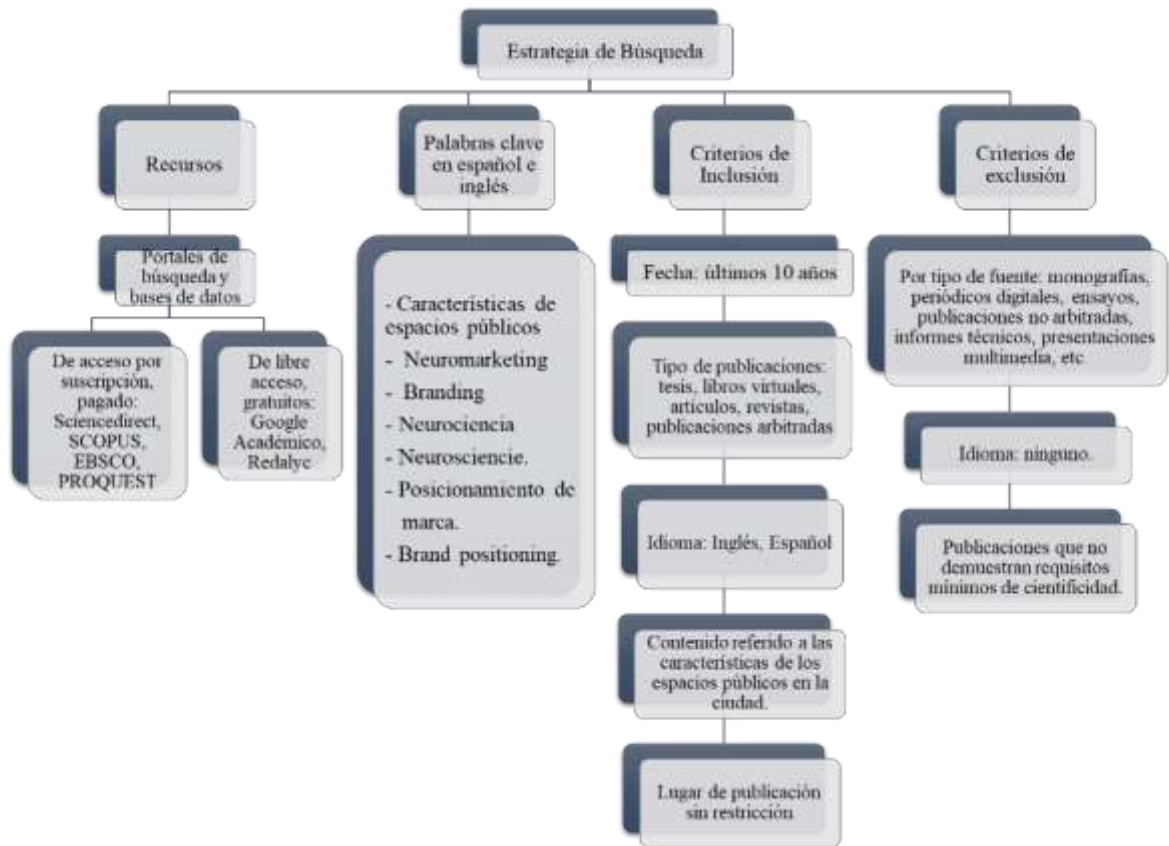 Estrategia de Búsqueda
Recursos
Portales de
búsqueda y
bases de datos
De acceso por
suscripción,
pagado:
Sciencedirect,
SCOPUS,
EBSCO,
PROQUEST
De libre
acceso,
gratuitos:
Google
Académico,
Redalyc
Palabras clave
en español e
inglés
- Características de
espacios públicos
- Neuromarketing
- Branding
- Neurociencia
- Neurosciencie.
- Posicionamiento de
marca.
- Brand positioning.
Criterios de
Inclusión
Fecha: últimos 10 años
Tipo de publicaciones:
tesis, libros virtuales,
artículos, revistas,
publicaciones arbitradas
Idioma: Inglés, Español
Contenido referido a las
características de los
espacios públicos en la
ciudad.
Lugar de publicación
sin restricción
Criterios de
exclusión
Por tipo de fuente: monografías,
periódicos digitales, ensayos,
publicaciones no arbitradas,
informes técnicos, presentaciones
multimedia, etc
Idioma: ninguno.
Publicaciones que no
demuestran requisitos
mínimos de cientificidad.